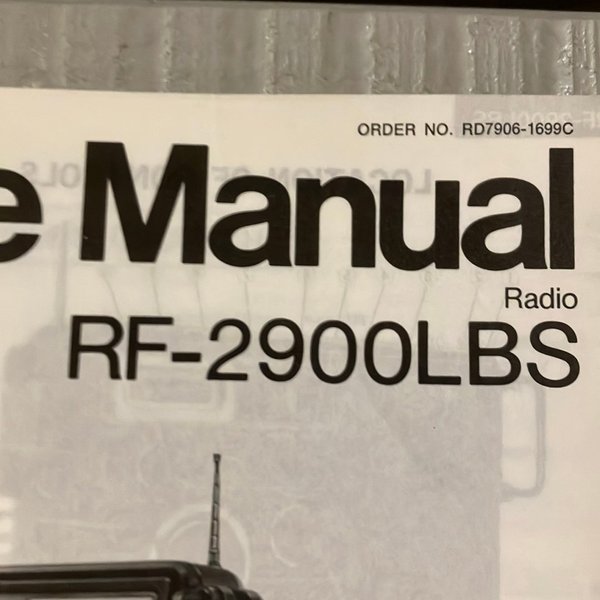 ORDER NO. RD7906-1699C
e Manual
Radio
RF-2900LBS